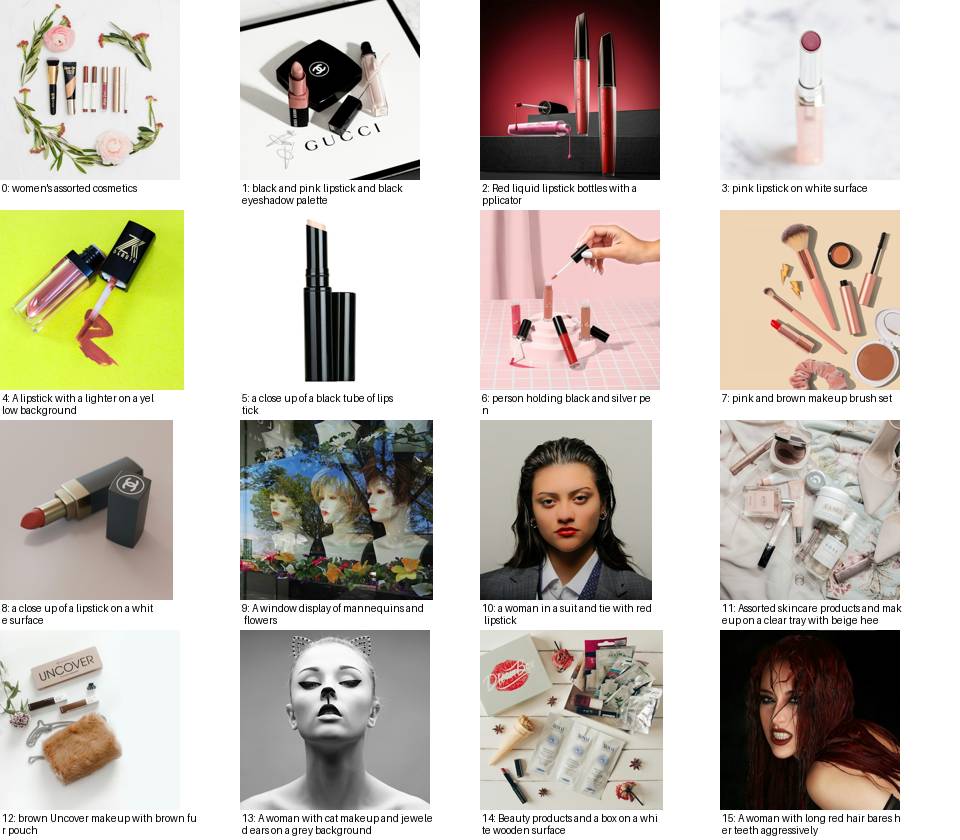 GUCCI
0: women's assorted cosmetics
1: black and pink lipstick and black
eyeshadow palette
2: Red liquid lipstick bottles with a
pplicator
3: pink lipstick on white surface
4: A lipstick with a lighter on a yel
low background
5: a close up of a black tube of lips
tick
6: person holding black and silver pe
n
7: pink and brown makeup brush set
8: a close up of a lipstick on a whit
e surface
9: A window display of mannequins and
flowers
10: a woman in a suit and tie with red
lipstick
11: Assorted skincare products and mak
eup on a clear tray with beige hee
UNCOVER
12: brown Uncover makeup with brown fu
r pouch
13: A woman with cat makeup and jewele
d ears on a grey background
14: Beauty products and a box on a whi
te wooden surface
15: A woman with long red hair bares h
er teeth aggressively